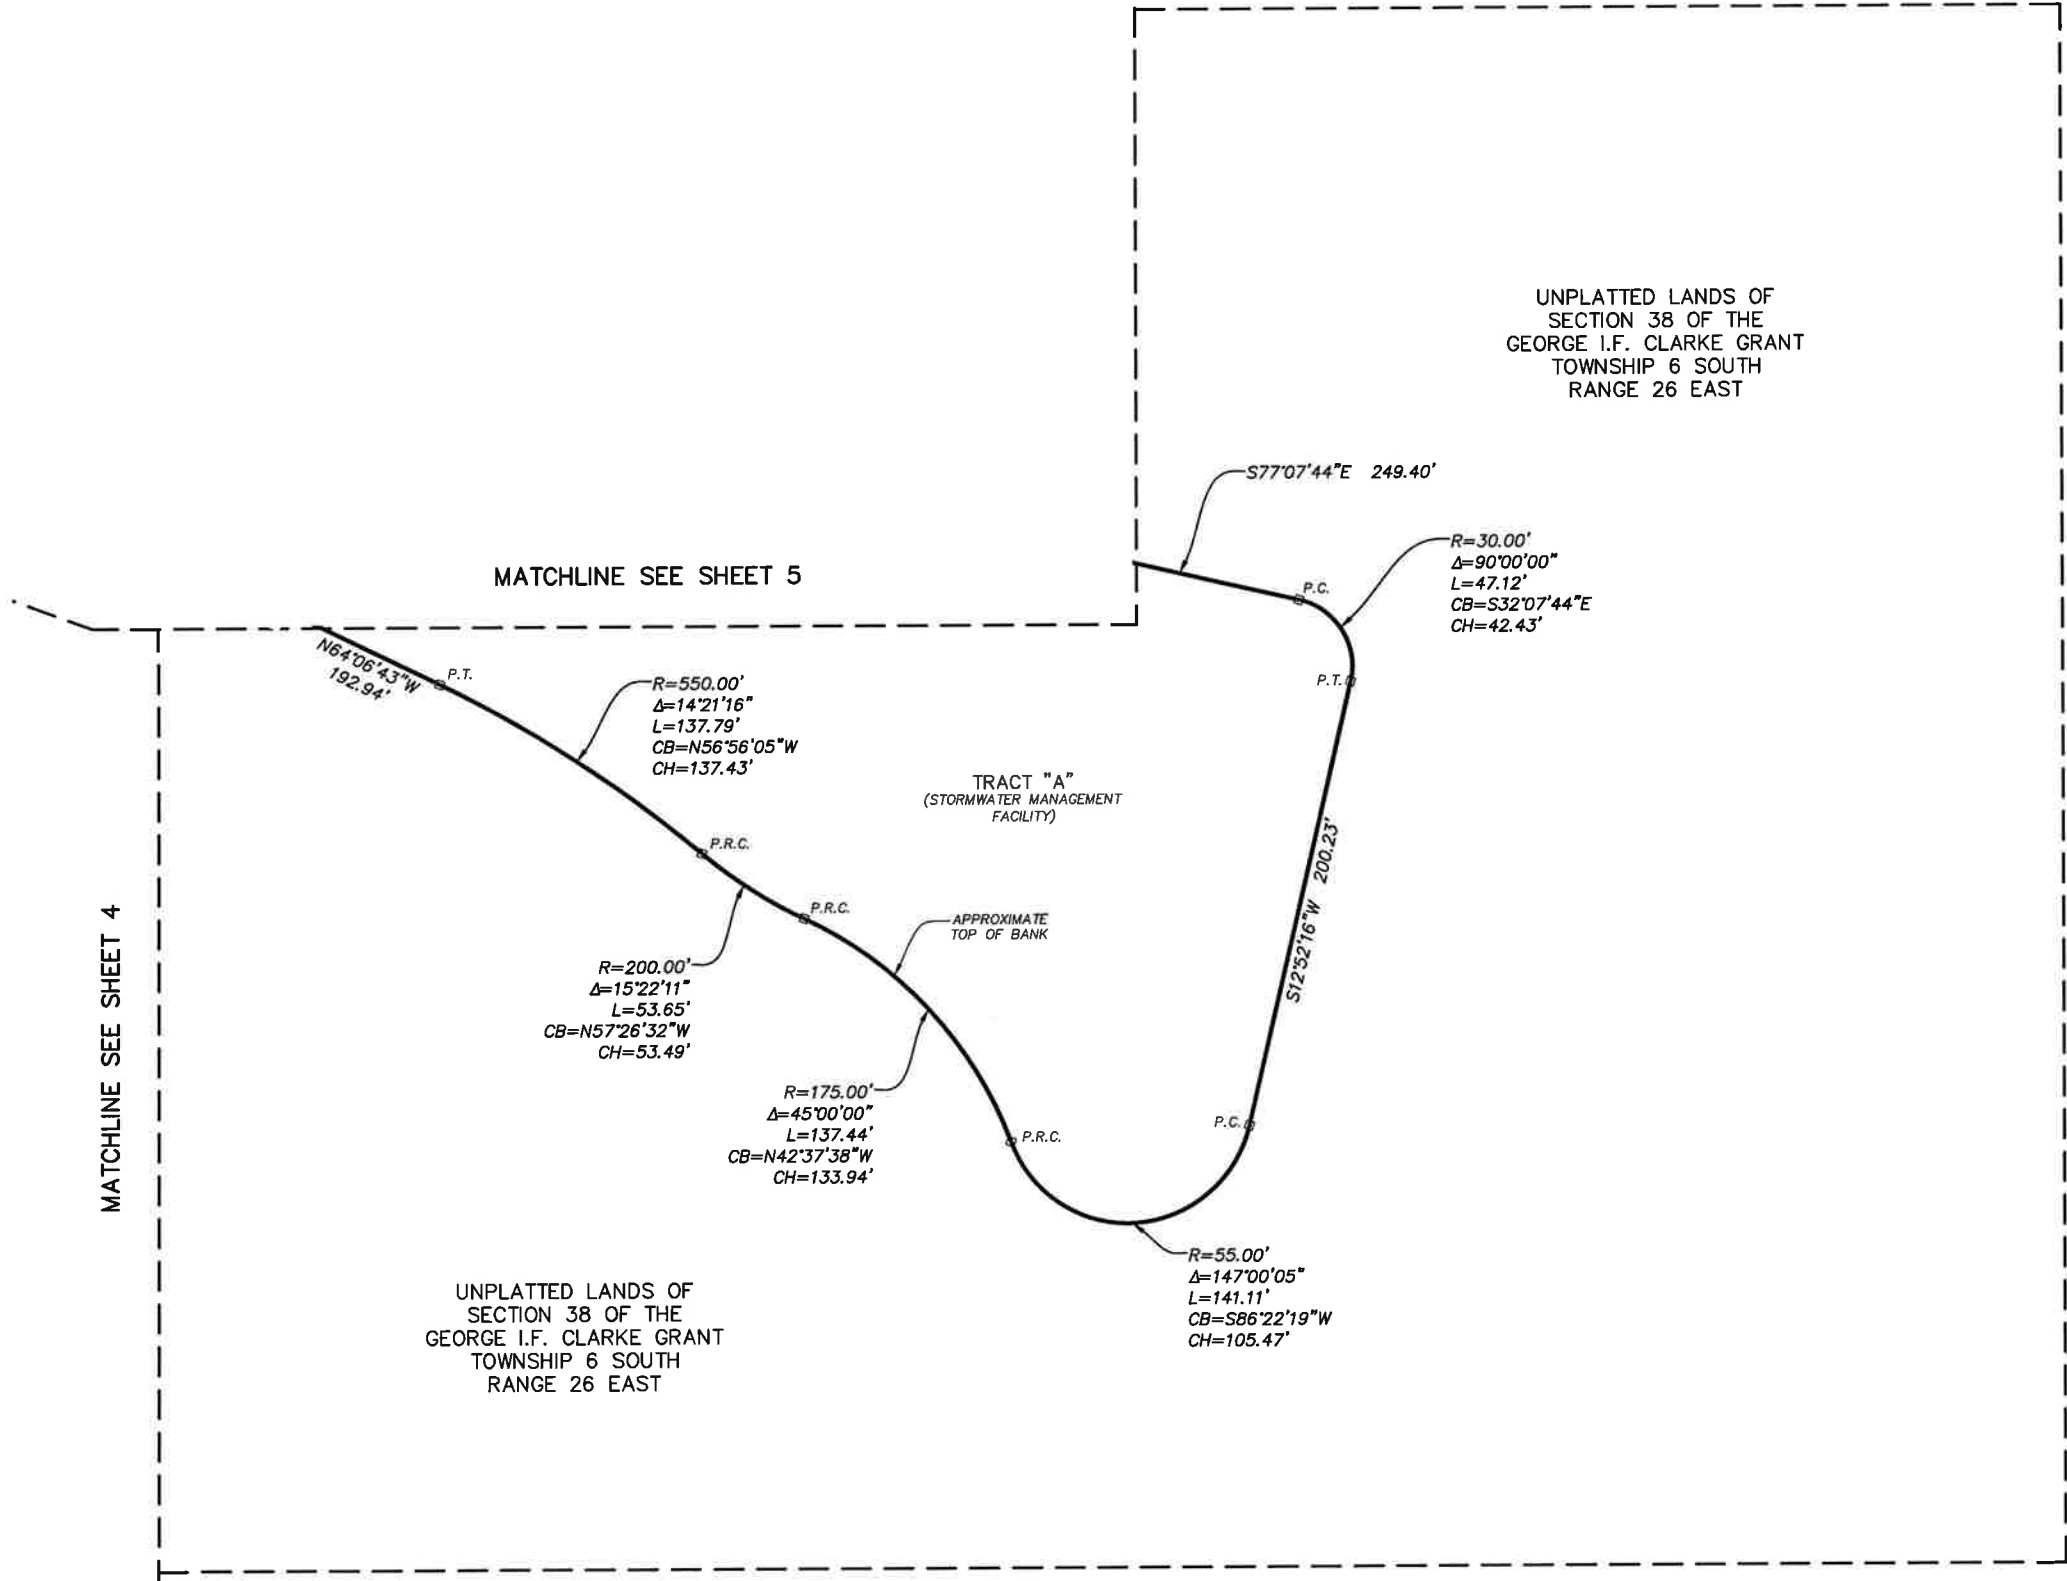 UNPLATTED LANDS OF
SECTION 38 OF THE
GEORGE I.F. CLARKE GRANT
TOWNSHIP 6 SOUTH
RANGE 26 EAST
S77°07'44"E 249.40'
R=30.00'
Δ=90°00'00"
L=47.12'
CB=S32°07'44"E
CH=42.43'
MATCHLINE SEE SHEET 5
P.C.
P.T.
N64°06'43"W
192.94'
P.T.
R=550.00'
Δ=14°21'16"
L=137.79'
CB=N56°56'05"W
CH=137.43'
TRACT "A"
(STORMWATER MANAGEMENT
FACILITY)
P.R.C.
S12°52'16"W 200.23'
P.R.C.
APPROXIMATE
TOP OF BANK
MATCHLINE SEE SHEET 4
R=200.00'
Δ=15°22'11"
L=53.65'
CB=N57°26'32"W
CH=53.49'
R=175.00'
Δ=45°00'00"
L=137.44'
CB=N42°37'38"W
CH=133.94'
P.R.C.
P.C.
R=55.00'
Δ=147°00'05"
L=141.11'
CB=S86°22'19"W
CH=105.47'
UNPLATTED LANDS OF
SECTION 38 OF THE
GEORGE I.F. CLARKE GRANT
TOWNSHIP 6 SOUTH
RANGE 26 EAST